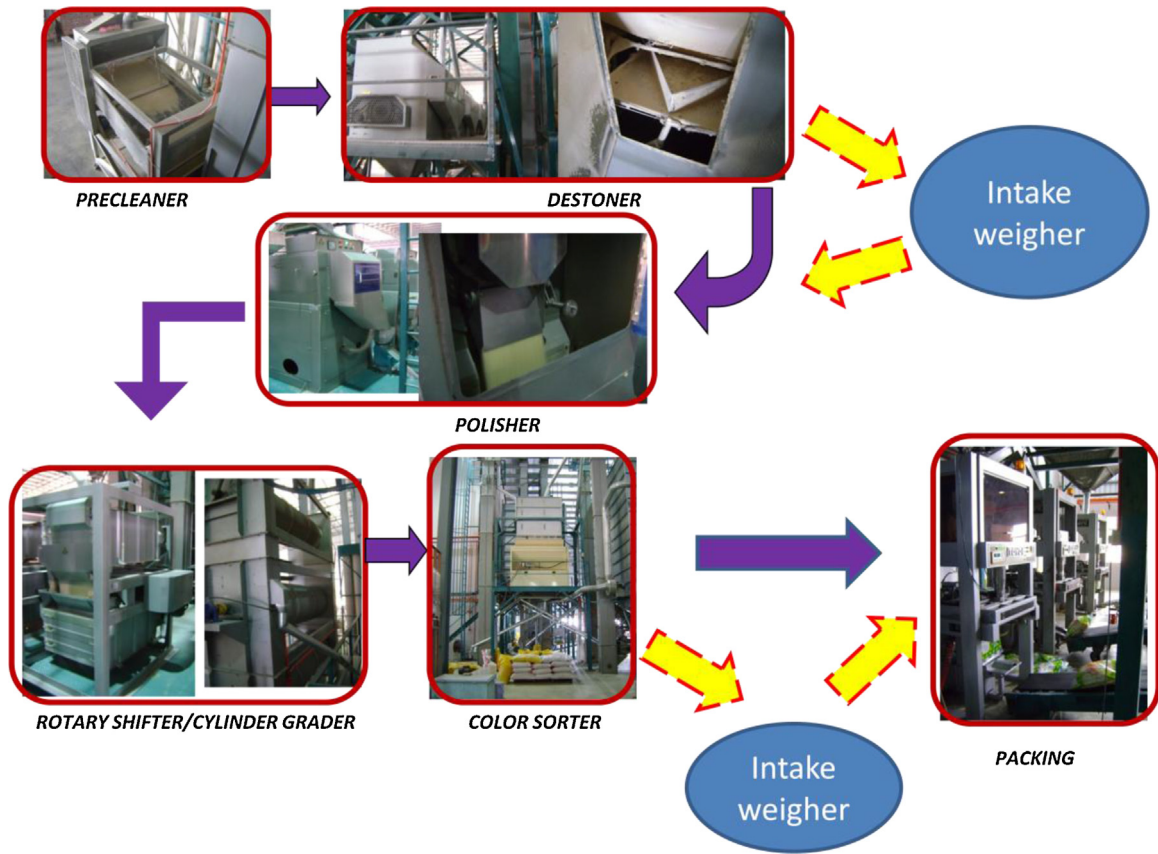 PRECLEANER
DESTONER
Intake
weigher
POLISHER
ROTARY SHIFTER/CYLINDER GRADER
COLOR SORTER
Intake
weigher
PACKING